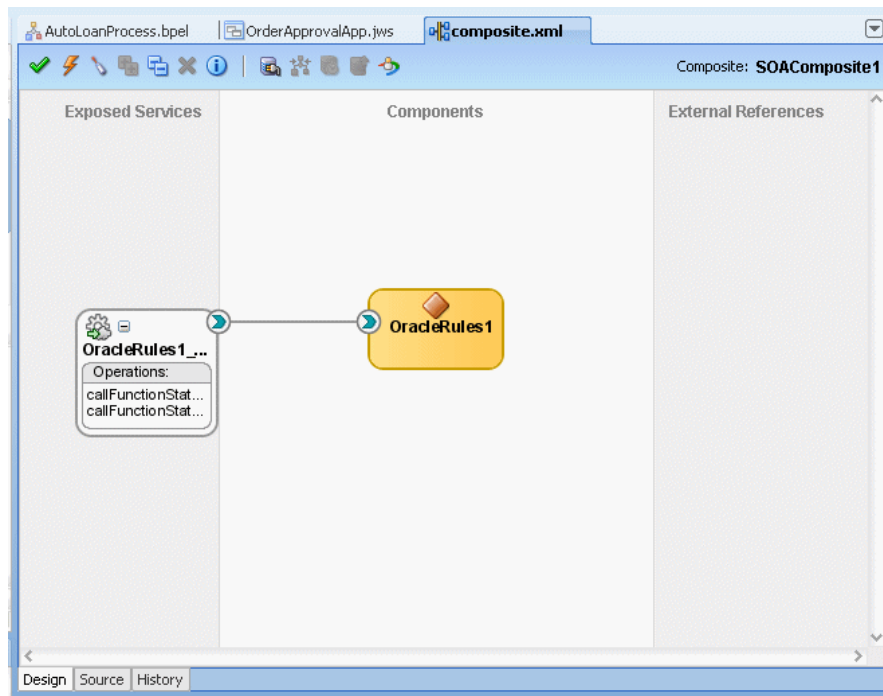 AutoLoanProcess.bpel OrderApprovalApp.jws composite.xml
Composite: SOAComposite1
Exposed Services Components External References
OracleRules1
OracleRules1_...
Operations:
callFunctionStat...
callFunctionStat...
Design Source History